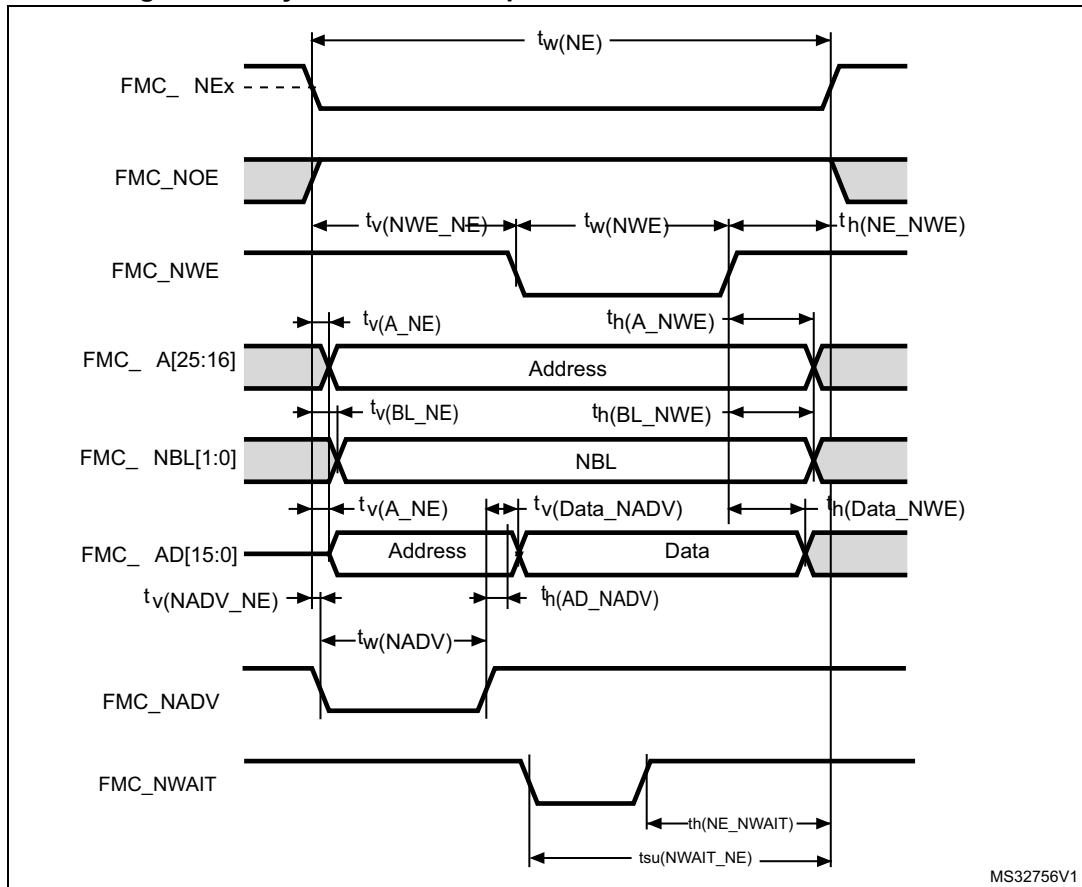 tw(NE)
FMC_ NEx
FMC_NOE
tv(NWE_NE) tw(NWE) th(NE_NWE)
FMC_NWE
tv(A_NE) th(A_NWE)
FMC_ A[25:16] Address
tv(BL_NE) th(BL_NWE)
FMC_ NBL[1:0] NBL
tv(A_NE) tv(Data_NADV) th(Data_NWE)
FMC_ AD[15:0] Address Data
tv(NADV_NE) th(AD_NADV)
tw(NADV)
FMC_NADV
FMC_NWAIT
th(NE_NWAIT)
tsu(NWAIT_NE)
MS32756V1